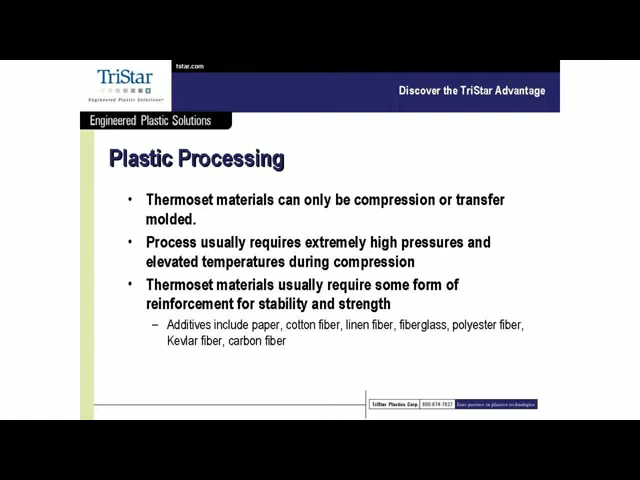 tstar.com
TriStar
Engineered Plastic Solutions
Discover the TriStar Advantage
Engineered Plastic Solutions
Plastic Processing
• Thermoset materials can only be compression or transfer
molded.
• Process usually requires extremely high pressures and
elevated temperatures during compression
• Thermoset materials usually require some form of
reinforcement for stability and strength
– Additives include paper, cotton fiber, linen fiber, fiberglass, polyester fiber,
Kevlar fiber, carbon fiber
TriStar Plastics Corp. 800-874-7827 Your partner in plastics technologies